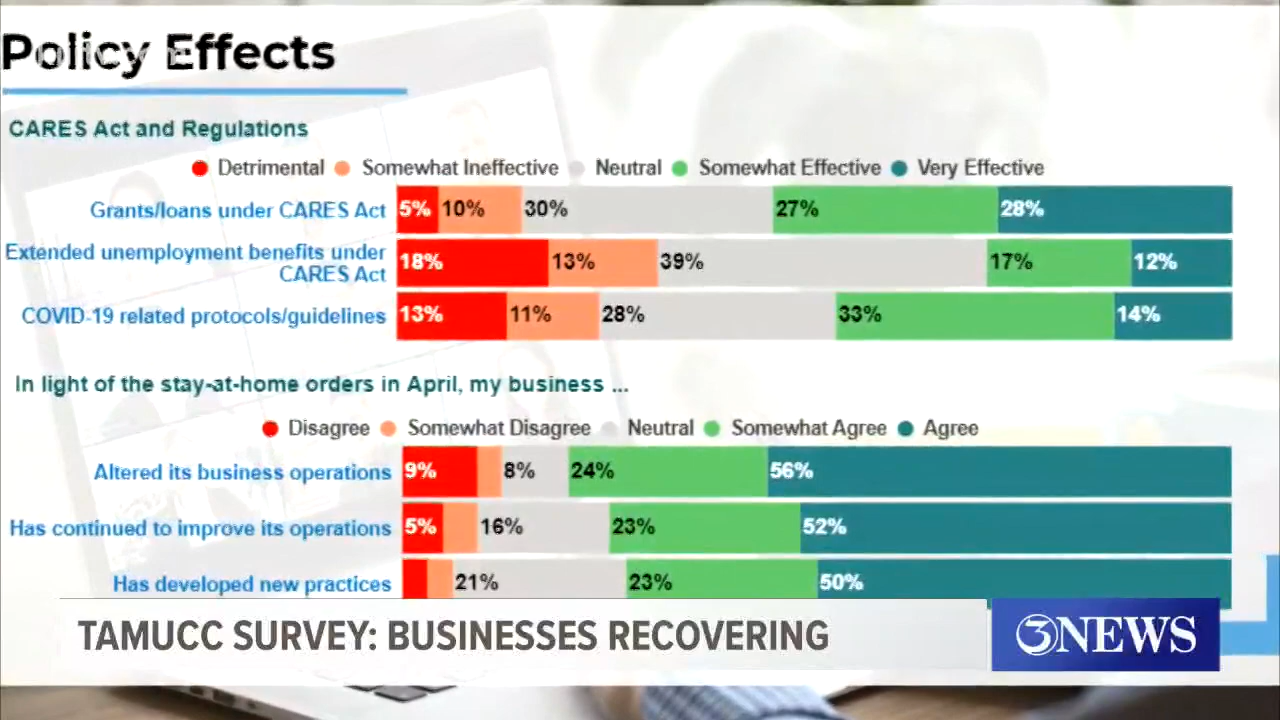 Policy Effects
CARES Act and Regulations
Detrimental Somewhat Ineffective Neutral Somewhat Effective Very Effective
Grants/loans under CARES Act 5% 10% 30% 27% 28%
Extended unemployment benefits under
CARES Act 18% 13% 39% 17% 12%
COVID-19 related protocols/guidelines 13% 11% 28% 33% 14%
In light of the stay-at-home orders in April, my business ...
Disagree Somewhat Disagree Neutral Somewhat Agree Agree
Altered its business operations 9% 8% 24% 56%
Has continued to improve its operations 5% 16% 23% 52%
Has developed new practices 21% 23% 50%
TAMUCC SURVEY: BUSINESSES RECOVERING
3NEWS